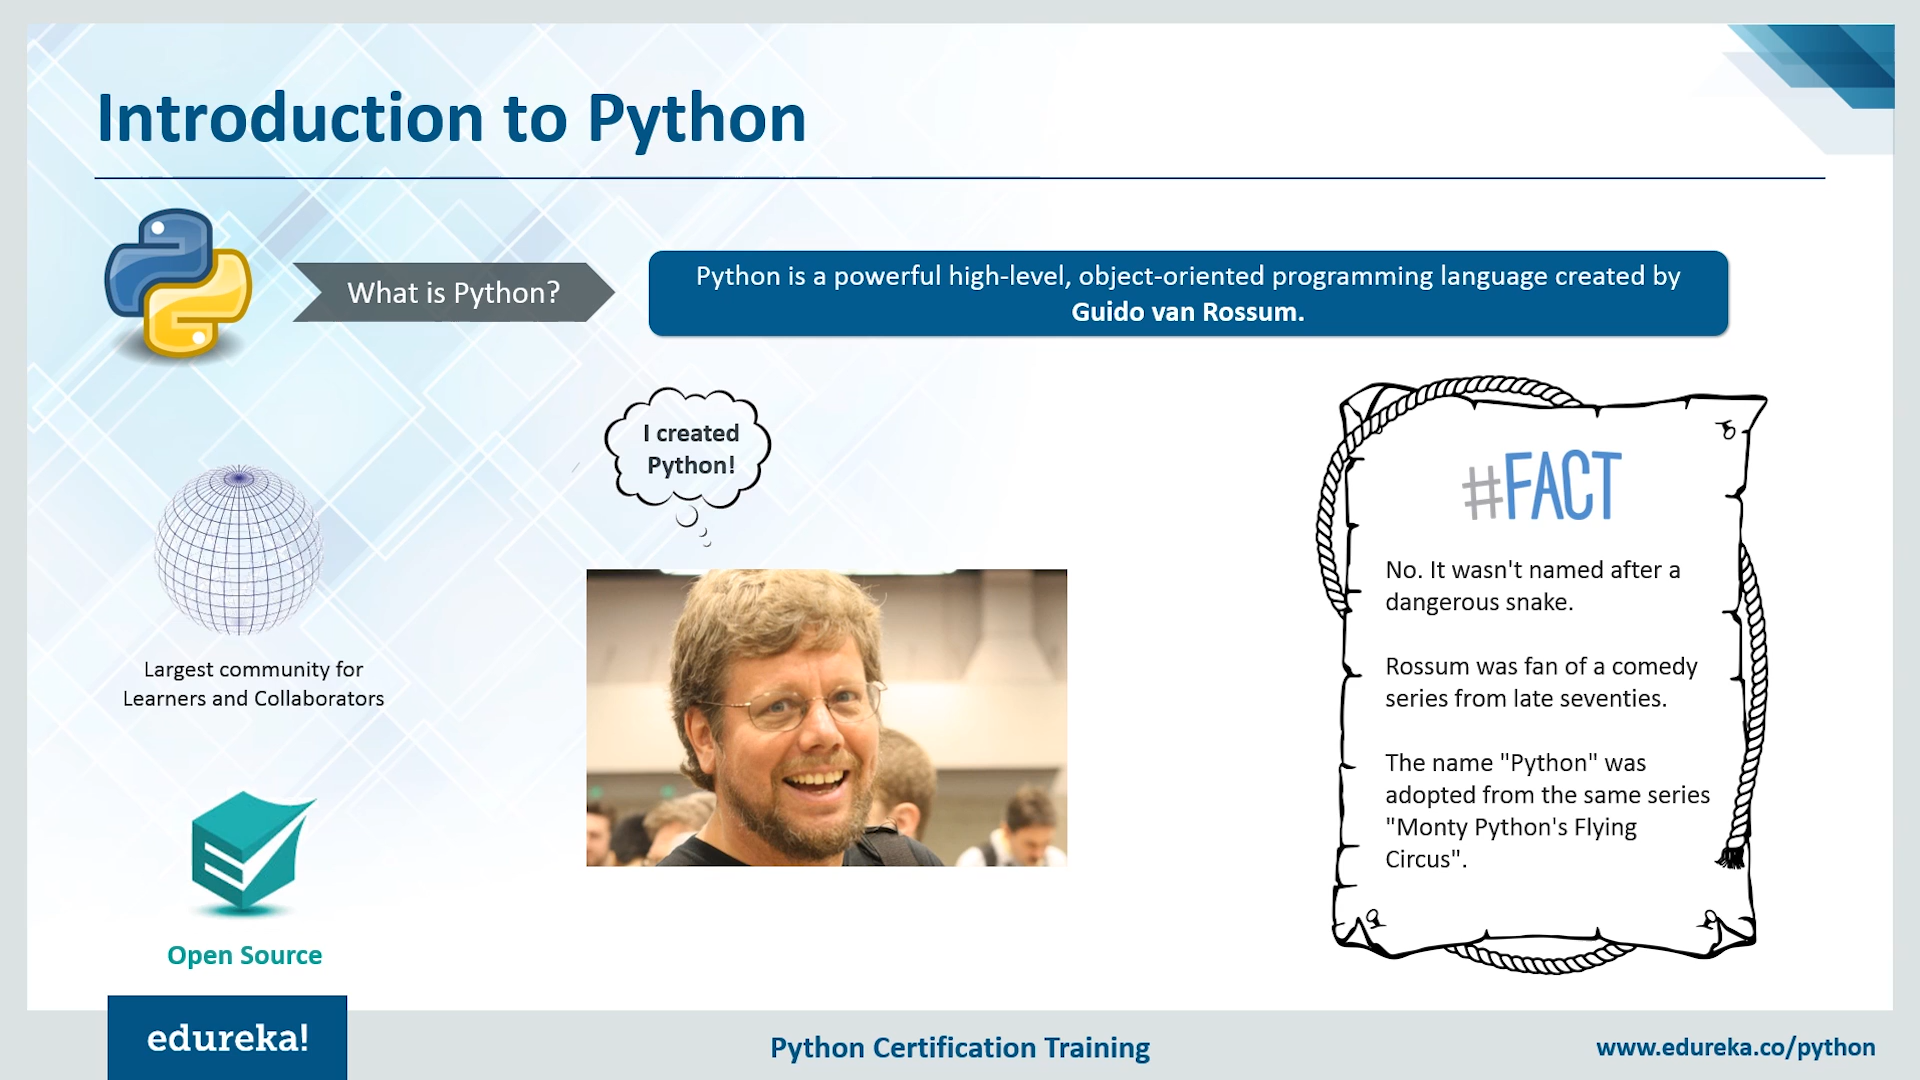 Introduction to Python
What is Python?
Python is a powerful high-level, object-oriented programming language created by
Guido van Rossum.
I created
Python!
Largest community for
Learners and Collaborators
Open Source
#FACT
No. It wasn't named after a
dangerous snake.
Rossum was fan of a comedy
series from late seventies.
The name "Python" was
adopted from the same series
"Monty Python's Flying
Circus".
edureka!
Python Certification Training
www.edureka.co/python